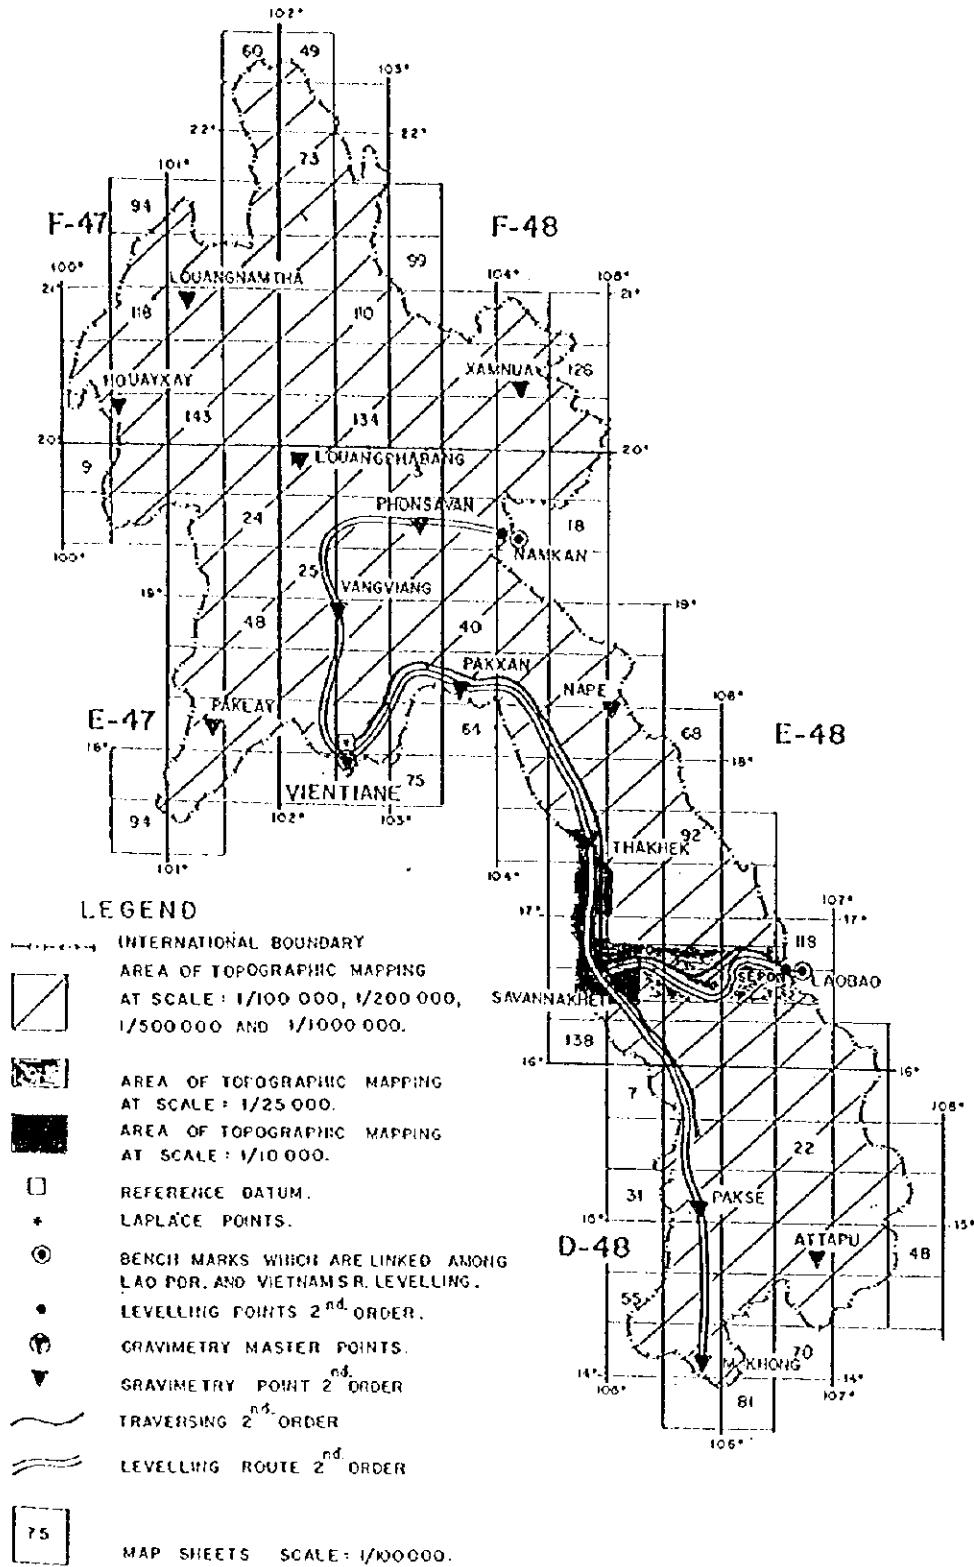 102°
60 49
103°
22° 22°
73
101°
94
F-47 F-48
99
100° 104° 105°
LOUANGNAMTHA
21° 21°
118 110
XAMNUA 126
HOUAYXAY
143 134
20° 20°
LOUANGPHABANG
9 3
PHONSAVAN
24 18
100° NAMKAN
25
VANGVIANG
19° 19°
48 40
PAKXAN
NAPE
106°
E-47 PAKLAY 64 68 E-48
18° 18°
75
VIENTIANE
94 102° 103° 92
THAKHEK
101° 104°
107°
17° 17°
118
SEPO
LAOBAO
SAVANNAKHET
138
16° 16°
7
108°
22
31 PAKSE
15° 15°
D-48 ATTAPU
48
55
70
M.KHONG
14° 14°
105° 107°
81
106°
LEGEND
INTERNATIONAL BOUNDARY
AREA OF TOPOGRAPHIC MAPPING
AT SCALE: 1/100 000, 1/200 000,
1/500 000 AND 1/1000 000.
AREA OF TOPOGRAPHIC MAPPING
AT SCALE: 1/25 000.
AREA OF TOPOGRAPHIC MAPPING
AT SCALE: 1/10 000.
REFERENCE DATUM.
LAPLACE POINTS.
BENCH MARKS WHICH ARE LINKED AMONG
LAO PDR. AND VIETNAM S R. LEVELLING.
LEVELLING POINTS 2nd. ORDER.
GRAVIMETRY MASTER POINTS.
GRAVIMETRY POINT 2nd. ORDER
TRAVERSING 2nd. ORDER
LEVELLING ROUTE 2nd. ORDER
75
MAP SHEETS SCALE: 1/100000.